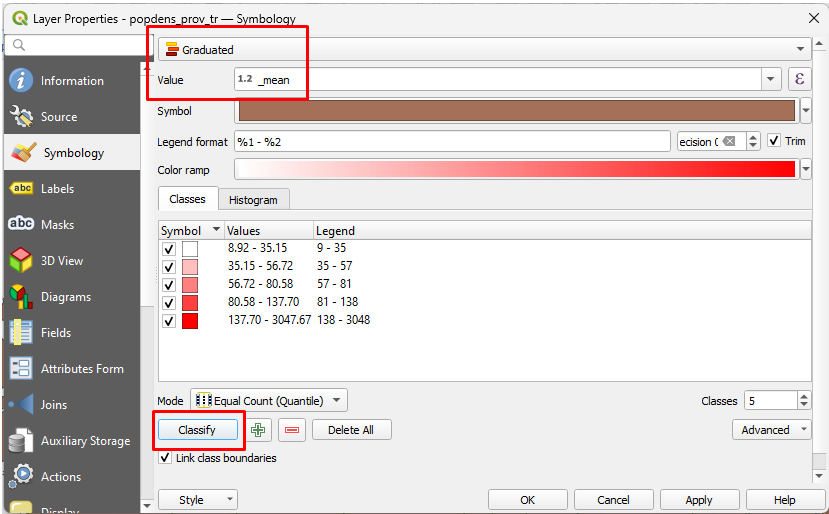 Layer Properties - popdens_prov_tr — Symbology
Information
Source
Symbology
Labels
Masks
3D View
Diagrams
Fields
Attributes Form
Joins
Auxiliary Storage
Actions
Display
Graduated
Value 1.2 _mean ε
Symbol
Legend format %1 - %2 ecision 0 Trim
Color ramp
Classes Histogram
Symbol Values Legend
8.92 - 35.15 9 - 35
35.15 - 56.72 35 - 57
56.72 - 80.58 57 - 81
80.58 - 137.70 81 - 138
137.70 - 3047.67 138 - 3048
Mode Equal Count (Quantile) Classes 5
Classify Delete All Advanced
Link class boundaries
Style OK Cancel Apply Help